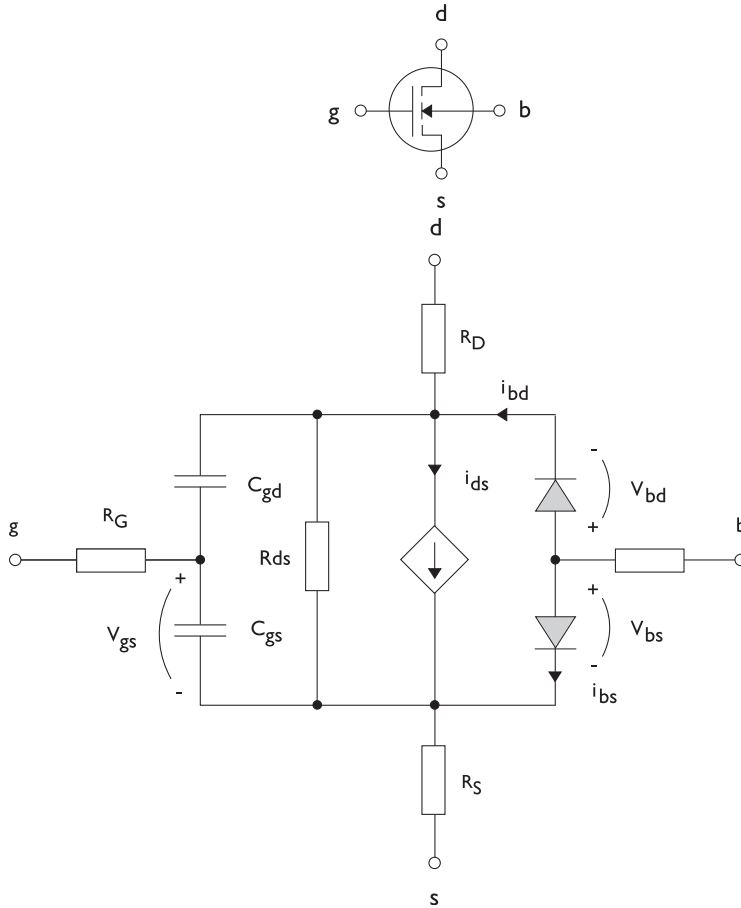 d
g
b
s
d
R_D
i_bd
i_ds
-
V_bd
+
C_gd
R_G
g
b
Rds
+
V_gs
-
C_gs
+
V_bs
-
i_bs
R_S
s